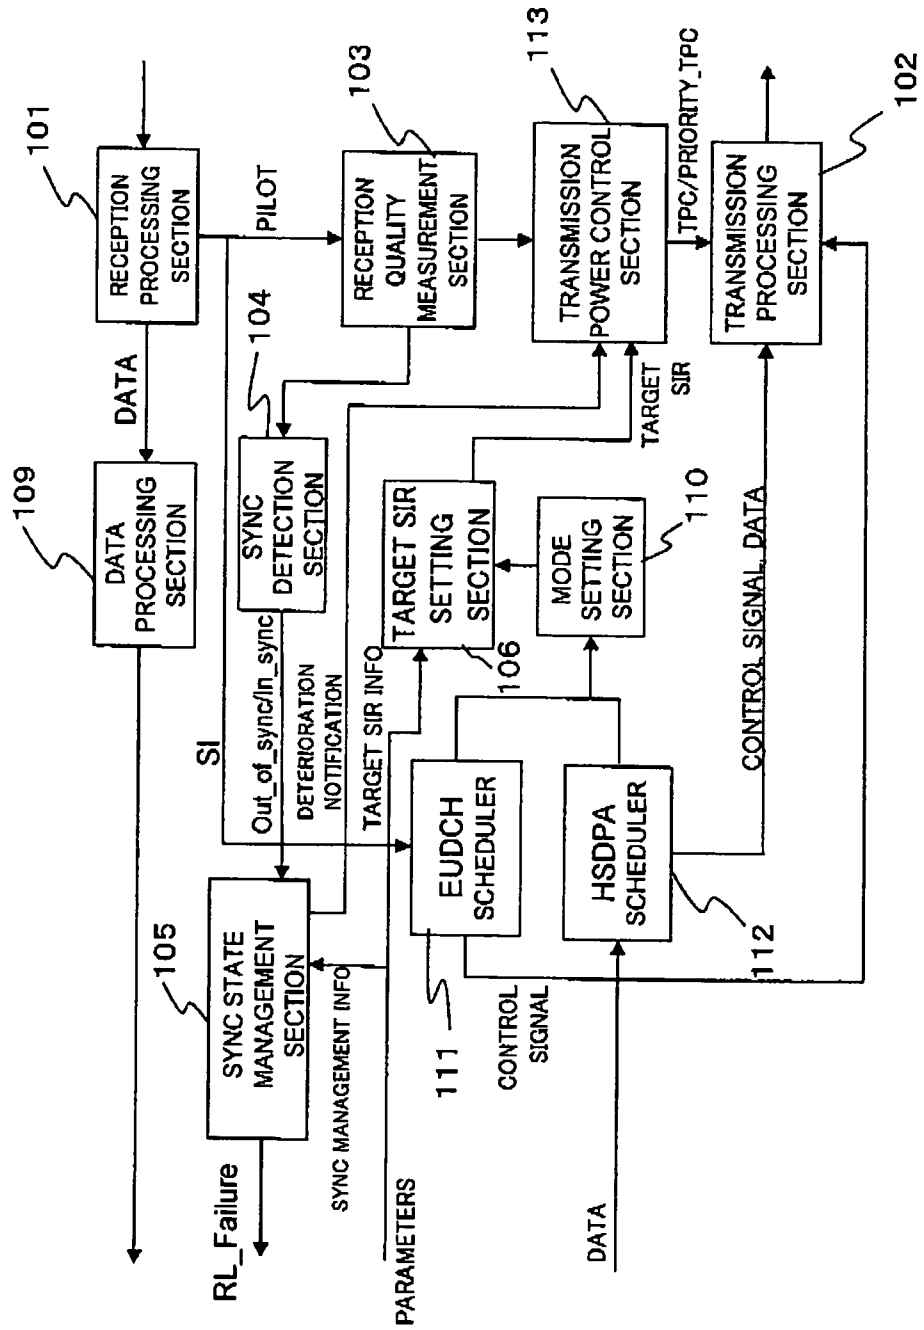 101
RECEPTION
PROCESSING
SECTION
DATA
109
DATA
PROCESSING
SECTION
PILOT
103
RECEPTION
QUALITY
MEASUREMENT
SECTION
104
SYNC
DETECTION
SECTION
SI
Out_of_sync/In_sync
DETERIORATION
NOTIFICATION
105
SYNC STATE
MANAGEMENT
SECTION
RL_Failure
SYNC MANAGEMENT INFO
PARAMETERS
TARGET SIR INFO
TARGET SIR
SETTING
SECTION
106
113
TRANSMISSION
POWER CONTROL
SECTION
TARGET
SIR
TPC/PRIORITY_TPC
MODE
SETTING
SECTION
110
EUDCH
SCHEDULER
111
CONTROL
SIGNAL
HSDPA
SCHEDULER
112
DATA
CONTROL SIGNAL, DATA
TRANSMISSION
PROCESSING
SECTION
102